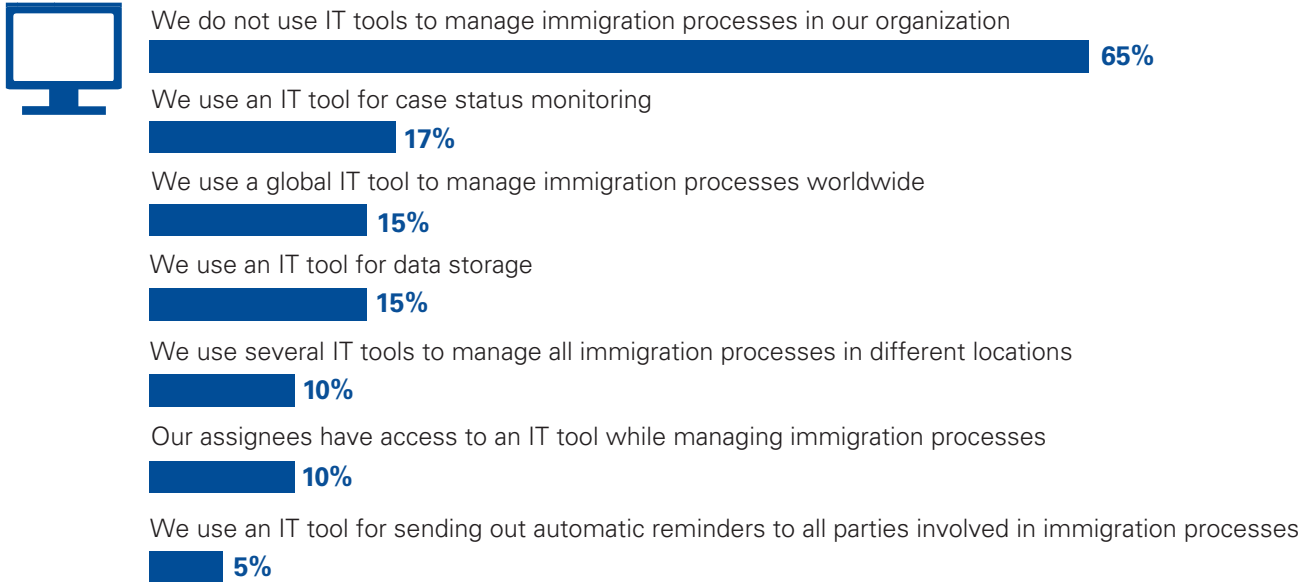 We do not use IT tools to manage immigration processes in our organization
65%
We use an IT tool for case status monitoring
17%
We use a global IT tool to manage immigration processes worldwide
15%
We use an IT tool for data storage
15%
We use several IT tools to manage all immigration processes in different locations
10%
Our assignees have access to an IT tool while managing immigration processes
10%
We use an IT tool for sending out automatic reminders to all parties involved in immigration processes
5%